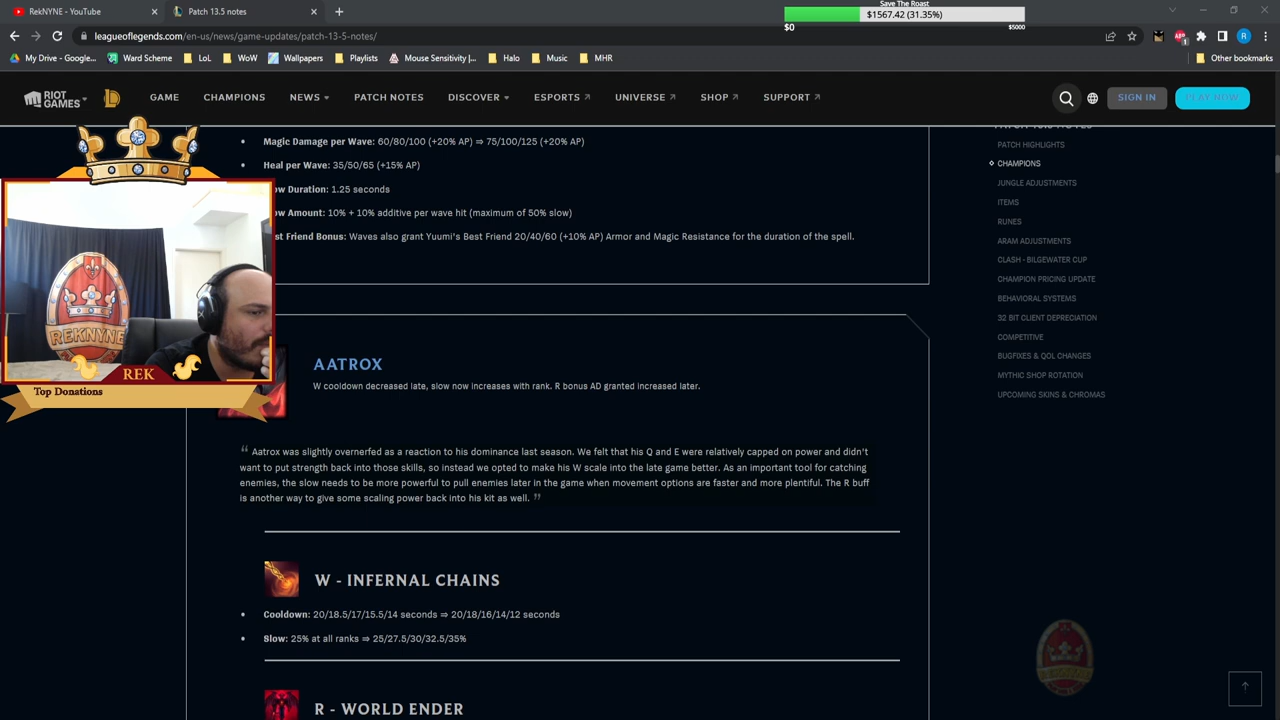 RekNYNE - YouTube
Patch 13.5 notes
Save The Roast
$1567.42 (31.35%)
$0
$5000
leagueoflegends.com/en-us/news/game-updates/patch-13-5-notes/
My Drive - Google...
Ward Scheme
LoL
WoW
Wallpapers
Playlists
Mouse Sensitivity |...
Halo
Music
MHR
Other bookmarks
RIOT GAMES
GAME
CHAMPIONS
NEWS
PATCH NOTES
DISCOVER
ESPORTS
UNIVERSE
SHOP
SUPPORT
SIGN IN
PLAY NOW
Magic Damage per Wave: 60/80/100 (+20% AP) ⇒ 75/100/125 (+20% AP)
Heal per Wave: 35/50/65 (+15% AP)
ow Duration: 1.25 seconds
ow Amount: 10% + 10% additive per wave hit (maximum of 50% slow)
st Friend Bonus: Waves also grant Yuumi's Best Friend 20/40/60 (+10% AP) Armor and Magic Resistance for the duration of the spell.
PATCH HIGHLIGHTS
CHAMPIONS
JUNGLE ADJUSTMENTS
ITEMS
RUNES
ARAM ADJUSTMENTS
CLASH - BILGEWATER CUP
CHAMPION PRICING UPDATE
BEHAVIORAL SYSTEMS
32 BIT CLIENT DEPRECIATION
COMPETITIVE
BUGFIXES & QOL CHANGES
MYTHIC SHOP ROTATION
UPCOMING SKINS & CHROMAS
REKNYNE
REK
Top Donations
AATROX
W cooldown decreased late, slow now increases with rank. R bonus AD granted increased later.
“ Aatrox was slightly overnerfed as a reaction to his dominance last season. We felt that his Q and E were relatively capped on power and didn't
want to put strength back into those skills, so instead we opted to make his W scale into the late game better. As an important tool for catching
enemies, the slow needs to be more powerful to pull enemies later in the game when movement options are faster and more plentiful. The R buff
is another way to give some scaling power back into his kit as well. ”
W - INFERNAL CHAINS
Cooldown: 20/18.5/17/15.5/14 seconds ⇒ 20/18/16/14/12 seconds
Slow: 25% at all ranks ⇒ 25/27.5/30/32.5/35%
R - WORLD ENDER